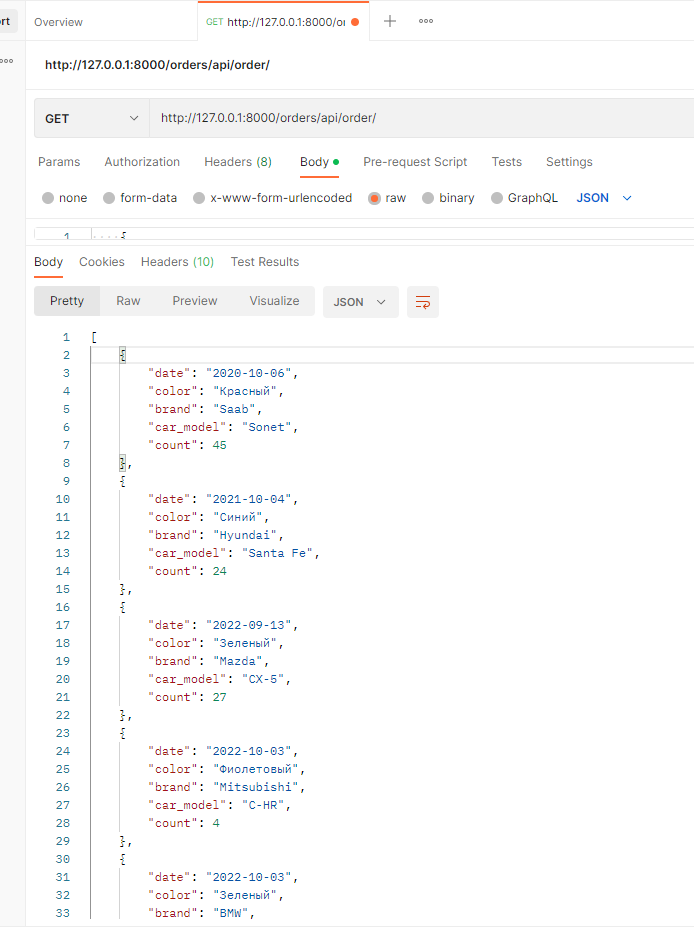 rt
Overview
GET http://127.0.0.1:8000/or
http://127.0.0.1:8000/orders/api/order/
GET http://127.0.0.1:8000/orders/api/order/
Params Authorization Headers (8) Body Pre-request Script Tests Settings
none form-data x-www-form-urlencoded raw binary GraphQL JSON
1 {
Body Cookies Headers (10) Test Results
Pretty Raw Preview Visualize JSON
1 [
2 {
3 "date": "2020-10-06",
4 "color": "Красный",
5 "brand": "Saab",
6 "car_model": "Sonet",
7 "count": 45
8 },
9 {
10 "date": "2021-10-04",
11 "color": "Синий",
12 "brand": "Hyundai",
13 "car_model": "Santa Fe",
14 "count": 24
15 },
16 {
17 "date": "2022-09-13",
18 "color": "Зеленый",
19 "brand": "Mazda",
20 "car_model": "CX-5",
21 "count": 27
22 },
23 {
24 "date": "2022-10-03",
25 "color": "Фиолетовый",
26 "brand": "Mitsubishi",
27 "car_model": "C-HR",
28 "count": 4
29 },
30 {
31 "date": "2022-10-03",
32 "color": "Зеленый",
33 "brand": "BMW",